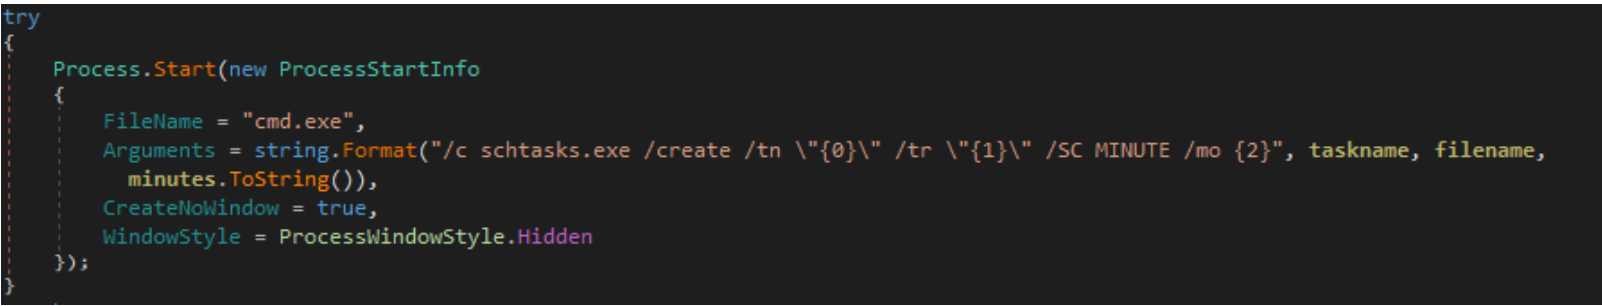 try
{
    Process.Start(new ProcessStartInfo
    {
        FileName = "cmd.exe",
        Arguments = string.Format("/c schtasks.exe /create /tn \"{0}\" /tr \"{1}\" /SC MINUTE /mo {2}", taskname, filename,
          minutes.ToString()),
        CreateNoWindow = true,
        WindowStyle = ProcessWindowStyle.Hidden
    });
}